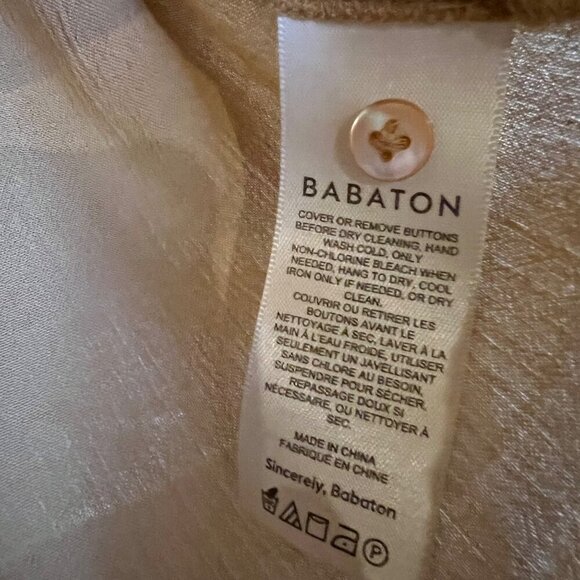 BABATON
COVER OR REMOVE BUTTONS
BEFORE DRY CLEANING, HAND
WASH COLD, ONLY
NON-CHLORINE BLEACH WHEN
NEEDED, HANG TO DRY, COOL
IRON ONLY IF NEEDED, OR DRY
CLEAN.
COUVRIR OU RETIRER LES
BOUTONS AVANT LE
NETTOYAGE À SEC, LAVER À LA
MAIN À L'EAU FROIDE, UTILISER
SEULEMENT UN JAVELLISANT
SANS CHLORE AU BESOIN,
SUSPENDRE POUR SÉCHER,
REPASSAGE DOUX SI
NÉCESSAIRE, OU NETTOYER À
SEC.
MADE IN CHINA
FABRIQUÉ EN CHINE
Sincerely, Babaton
P